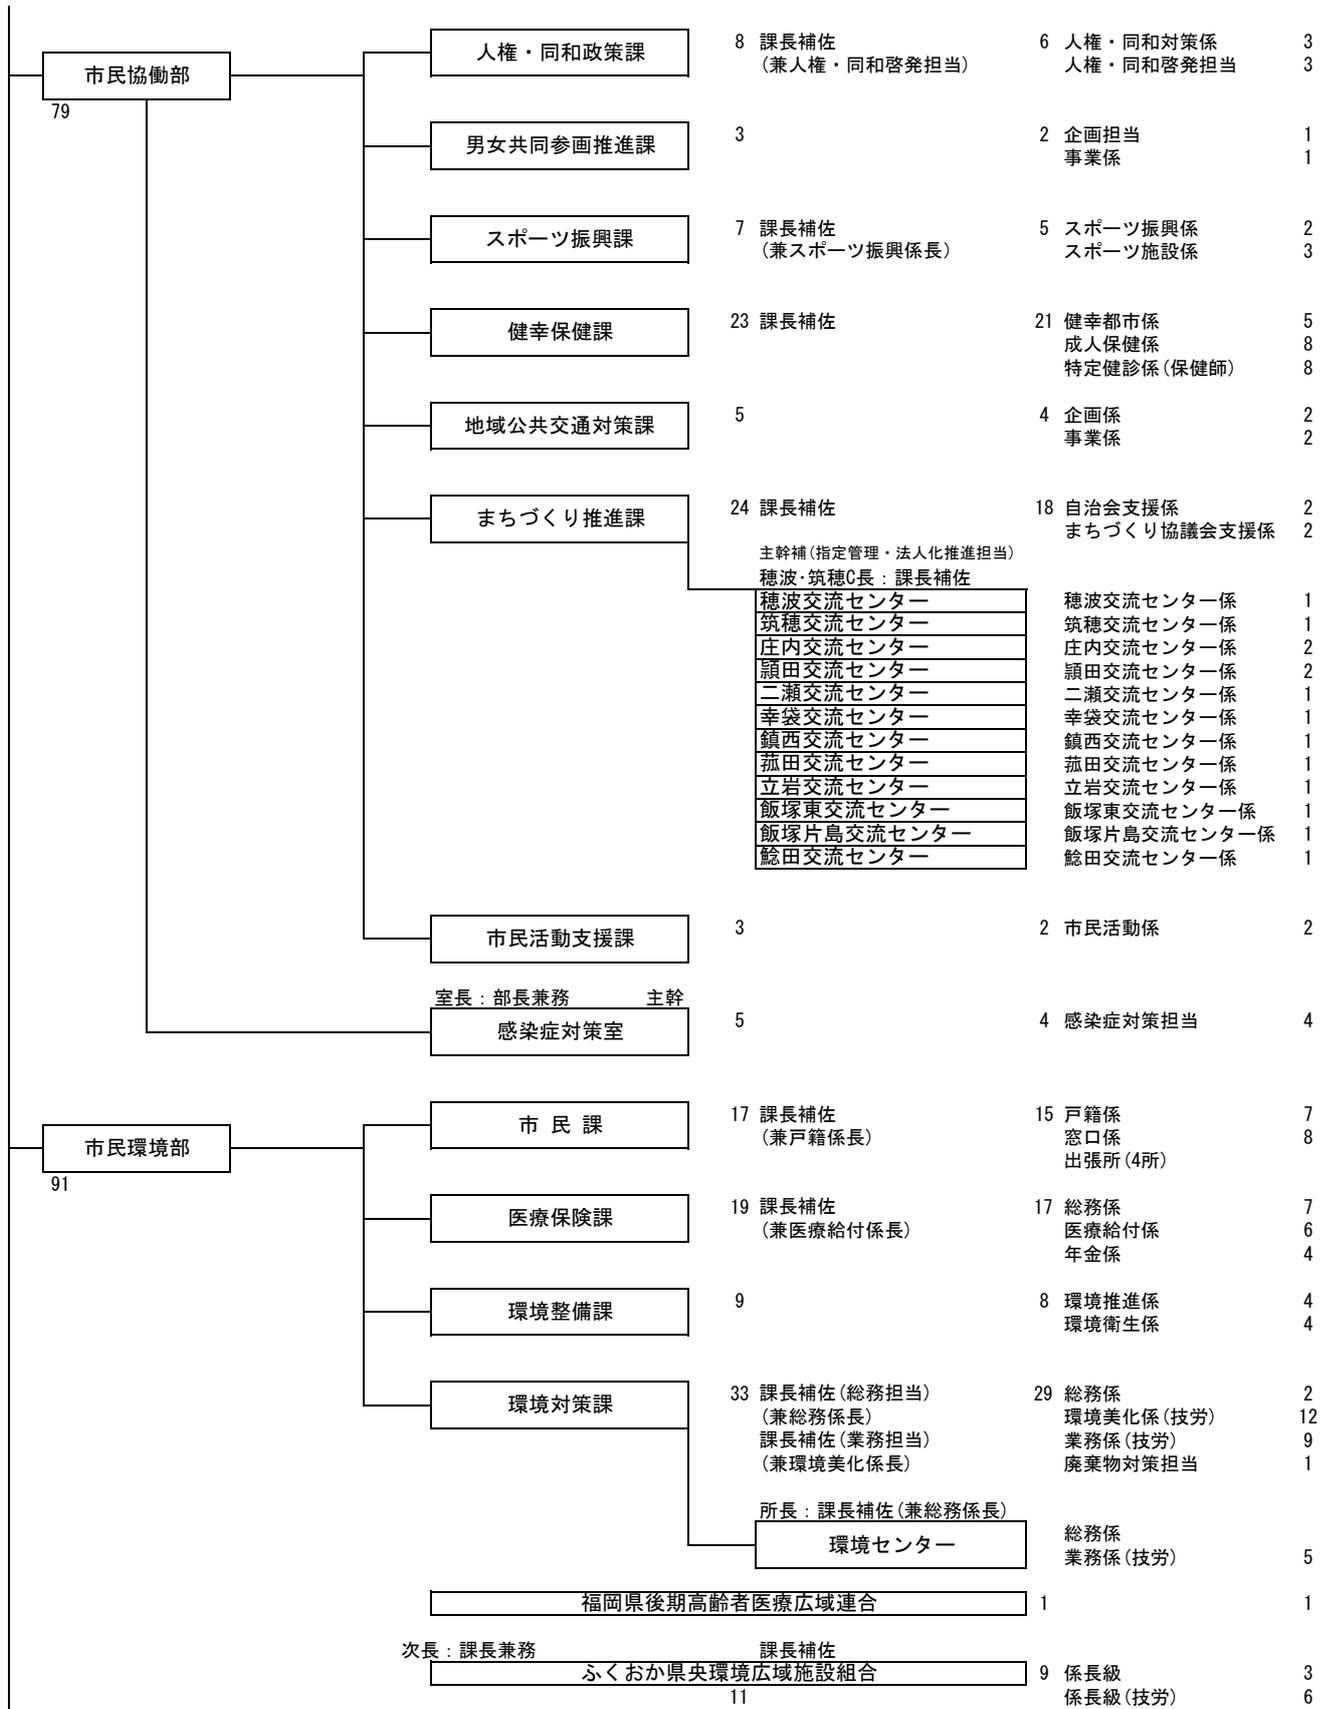 人権・同和政策課 8 課長補佐 6 人権・同和対策係 3
(兼人権・同和啓発担当) 人権・同和啓発担当 3
市民協働部
79
男女共同参画推進課 3 2 企画担当 1
事業係 1
スポーツ振興課 7 課長補佐 5 スポーツ振興係 2
(兼スポーツ振興係長) スポーツ施設係 3
健幸保健課 23 課長補佐 21 健幸都市係 5
成人保健係 8
特定健診係(保健師) 8
地域公共交通対策課 5 4 企画係 2
事業係 2
まちづくり推進課 24 課長補佐 18 自治会支援係 2
まちづくり協議会支援係 2
主幹補(指定管理・法人化推進担当)
穂波・筑穂C長：課長補佐
穂波交流センター 穂波交流センター係 1
筑穂交流センター 筑穂交流センター係 1
庄内交流センター 庄内交流センター係 2
頴田交流センター 頴田交流センター係 2
二瀬交流センター 二瀬交流センター係 1
幸袋交流センター 幸袋交流センター係 1
鎮西交流センター 鎮西交流センター係 1
菰田交流センター 菰田交流センター係 1
立岩交流センター 立岩交流センター係 1
飯塚東交流センター 飯塚東交流センター係 1
飯塚片島交流センター 飯塚片島交流センター係 1
鯰田交流センター 鯰田交流センター係 1
市民活動支援課 3 2 市民活動係 2
室長：部長兼務 主幹
感染症対策室 5 4 感染症対策担当 4
市 民 課 17 課長補佐 15 戸籍係 7
(兼戸籍係長) 窓口係 8
市民環境部
出張所(4所)
91
医療保険課 19 課長補佐 17 総務係 7
(兼医療給付係長) 医療給付係 6
年金係 4
環境整備課 9 8 環境推進係 4
環境衛生係 4
環境対策課 33 課長補佐(総務担当) 29 総務係 2
(兼総務係長) 環境美化係(技労) 12
課長補佐(業務担当) 業務係(技労) 9
(兼環境美化係長) 廃棄物対策担当 1
所長：課長補佐(兼総務係長)
環境センター 総務係
業務係(技労) 5
福岡県後期高齢者医療広域連合 1 1
次長：課長兼務 課長補佐
ふくおか県央環境広域施設組合 9 係長級 3
11 係長級(技労) 6